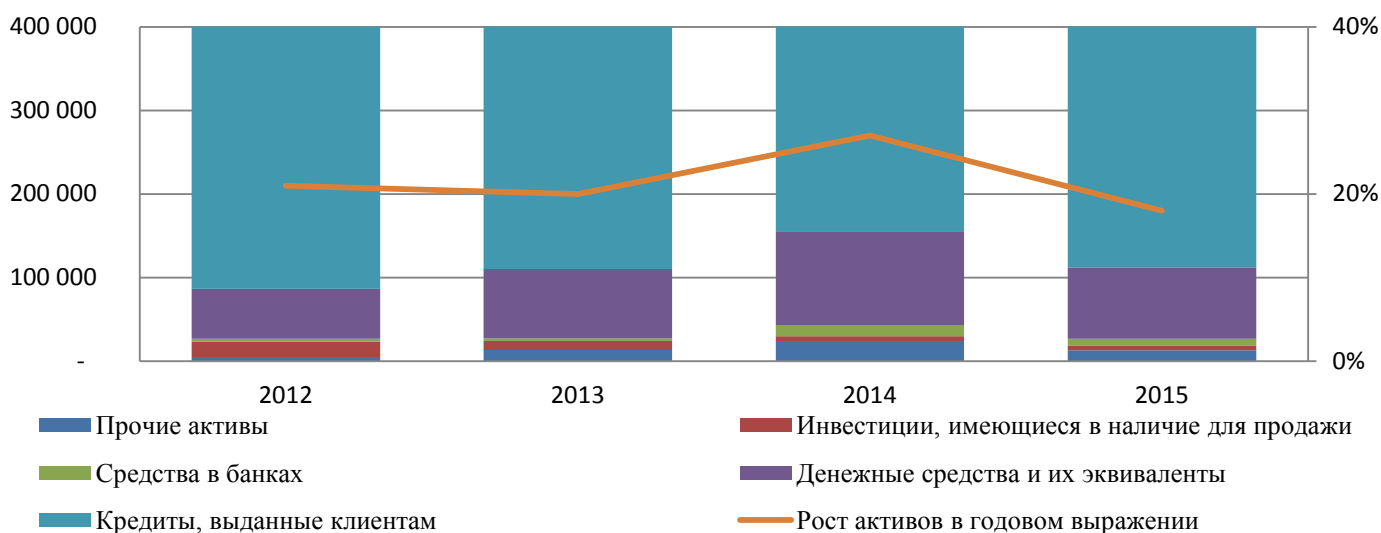 400 000
300 000
200 000
100 000
-
40%
20%
0%
2012 2013 2014 2015
Прочие активы
Инвестиции, имеющиеся в наличие для продажи
Средства в банках
Денежные средства и их эквиваленты
Кредиты, выданные клиентам
Рост активов в годовом выражении